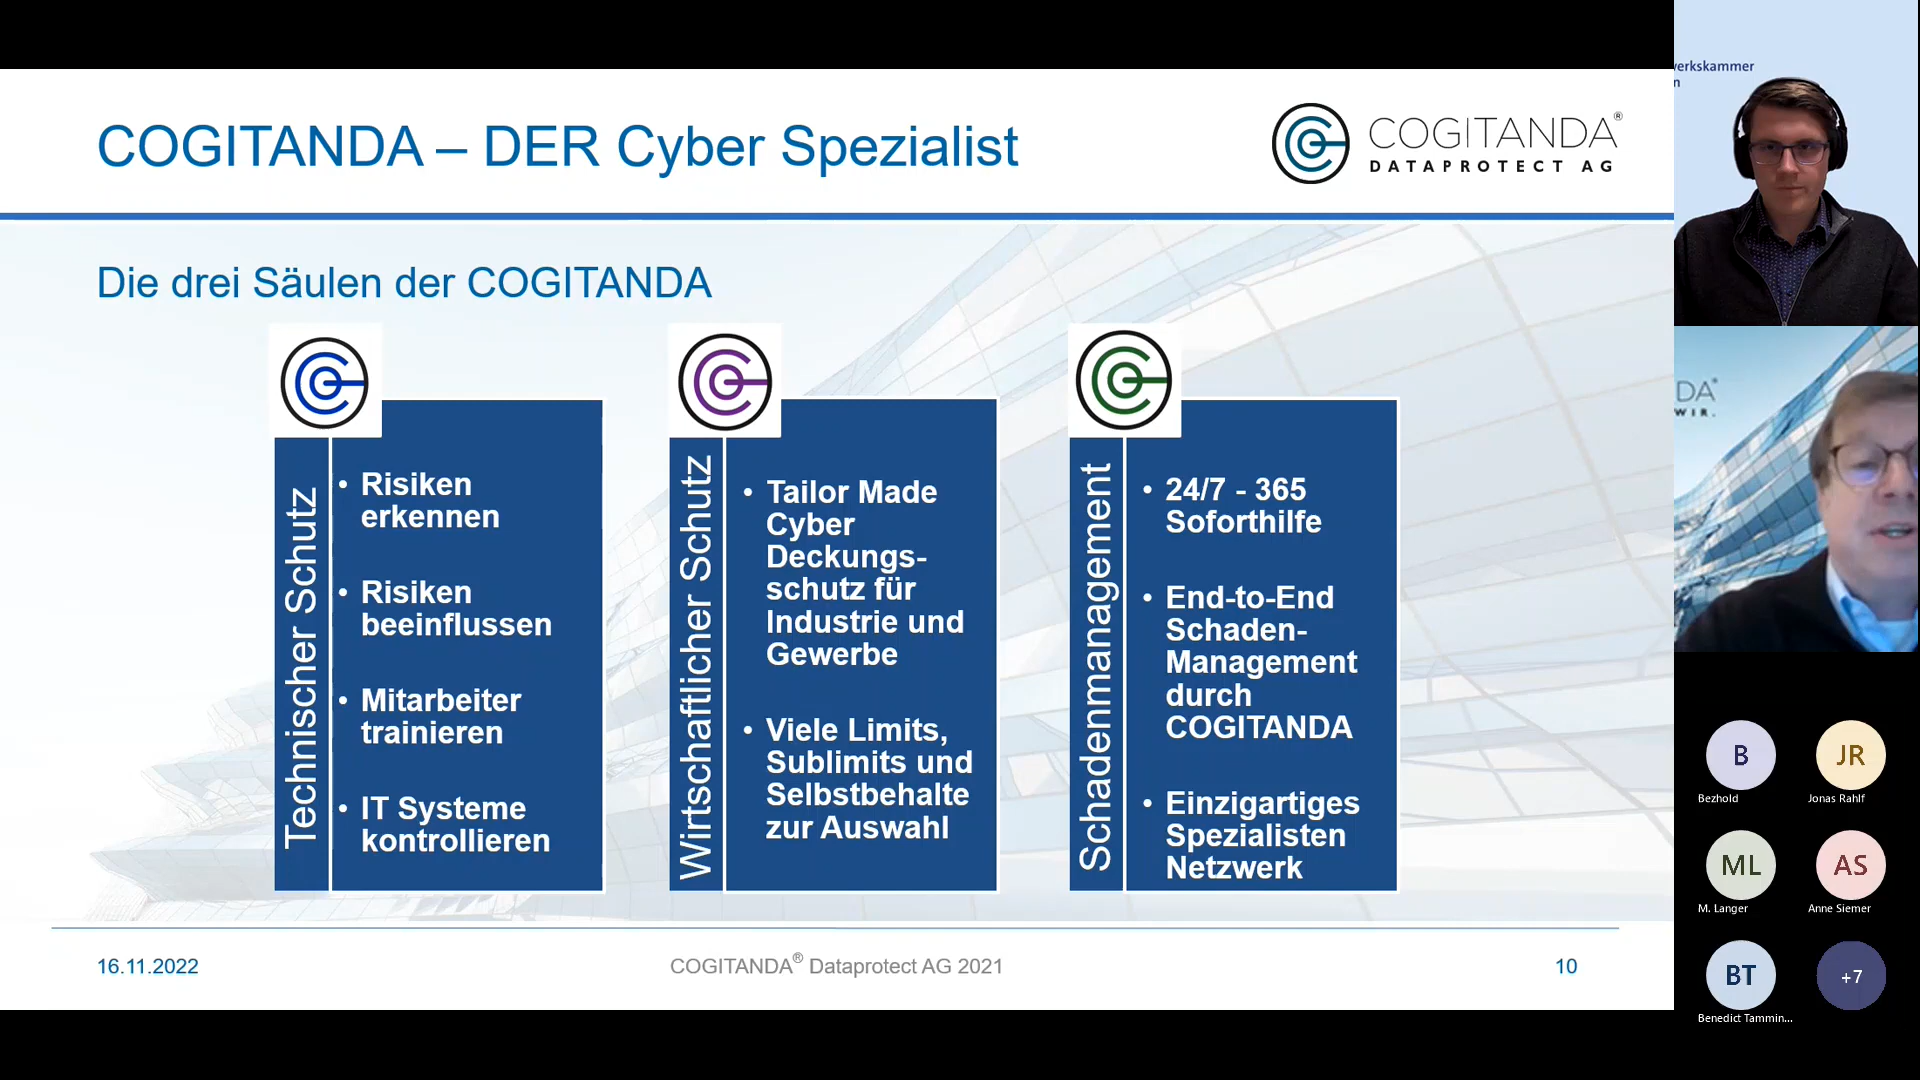 COGITANDA – DER Cyber Spezialist
COGITANDA®
DATAPROTECT AG
Die drei Säulen der COGITANDA
Technischer Schutz
• Risiken
erkennen
• Risiken
beeinflussen
• Mitarbeiter
trainieren
• IT Systeme
kontrollieren
Wirtschaftlicher Schutz
• Tailor Made
Cyber
Deckungs-
schutz für
Industrie und
Gewerbe
• Viele Limits,
Sublimits und
Selbstbehalte
zur Auswahl
Schadenmanagement
• 24/7 - 365
Soforthilfe
• End-to-End
Schaden-
Management
durch
COGITANDA
• Einzigartiges
Spezialisten
Netzwerk
16.11.2022
COGITANDA® Dataprotect AG 2021
10
erkskammer
n
DA®
WIR.
B
Bezhold
JR
Jonas Rahlf
ML
M. Langer
AS
Anne Siemer
BT
Benedict Tammin...
+7